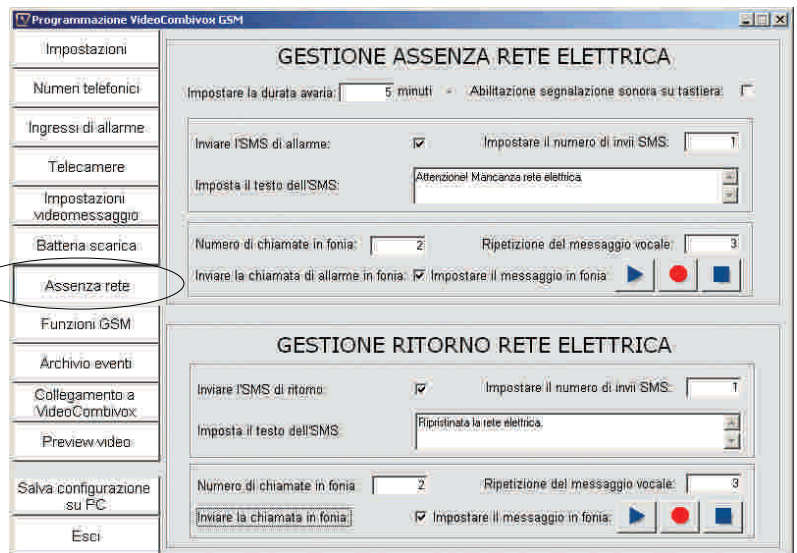 Programmazione VideoCombivox GSM
Impostazioni
Numeri telefonici
Ingressi di allarme
Telecamere
Impostazioni
videomessaggio
Batteria scarica
Assenza rete
Funzioni GSM
Archivio eventi
Collegamento a
VideoCombivox
Preview video
Salva configurazione
su PC
Esci
GESTIONE ASSENZA RETE ELETTRICA
Impostare la durata avaria: 5 minuti - Abilitazione segnalazione sonora su tastiera:
Inviare l'SMS di allarme: Impostare il numero di invii SMS: 1
Imposta il testo dell'SMS: Attenzione! Mancanza rete elettrica.
Numero di chiamate in fonia: 2 Ripetizione del messaggio vocale: 3
Inviare la chiamata di allarme in fonia: Impostare il messaggio in fonia:
GESTIONE RITORNO RETE ELETTRICA
Inviare l'SMS di ritorno: Impostare il numero di invii SMS: 1
Imposta il testo dell'SMS: Ripristinata la rete elettrica.
Numero di chiamate in fonia: 2 Ripetizione del messaggio vocale: 3
Inviare la chiamata in fonia: Impostare il messaggio in fonia: